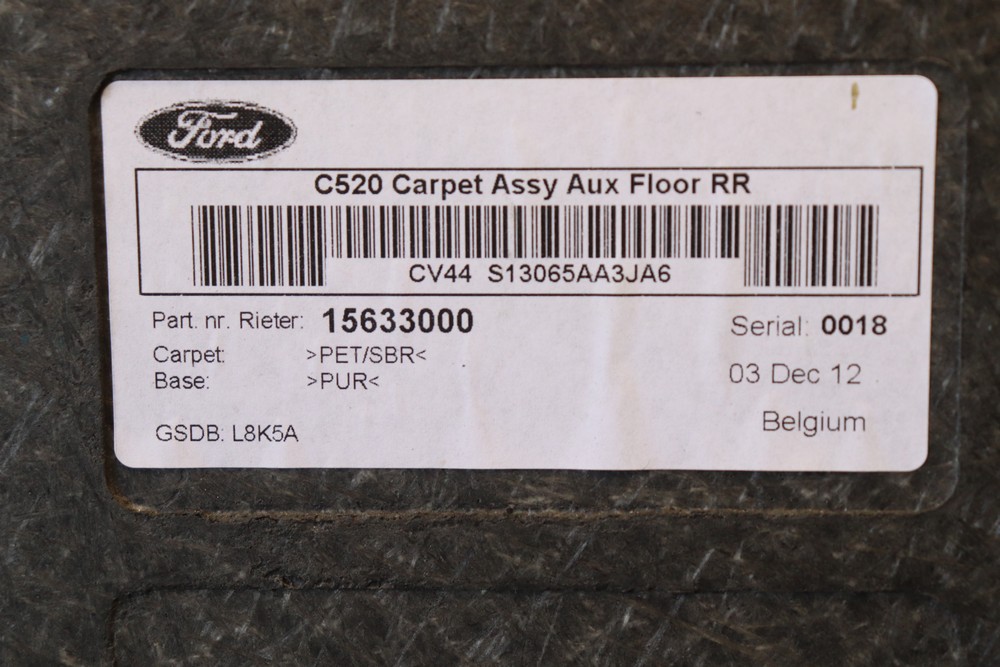 Ford
C520 Carpet Assy Aux Floor RR
CV44 S13065AA3JA6
Part. nr. Rieter: 15633000
Serial: 0018
Carpet: >PET/SBR<
Base: >PUR<
03 Dec 12
Belgium
GSDB: L8K5A